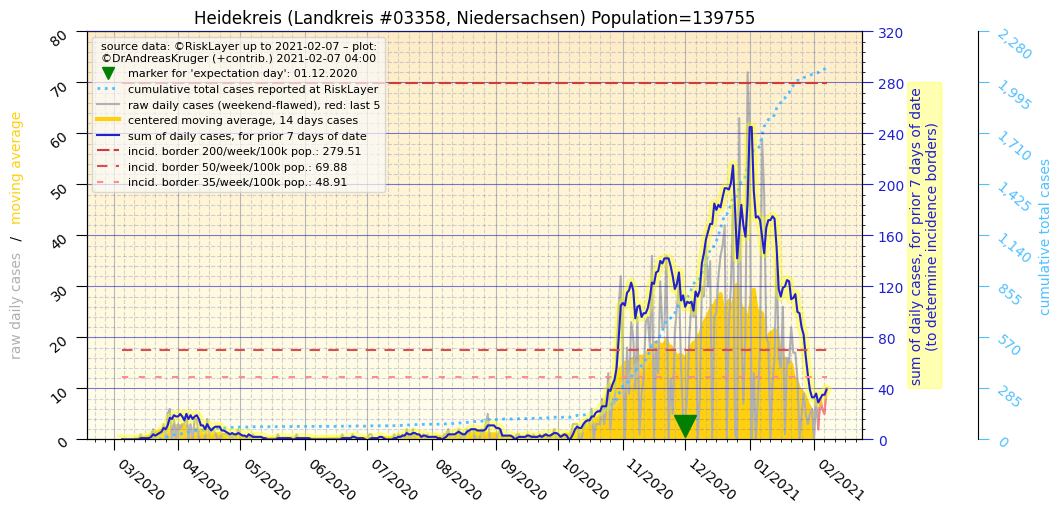 Heidekreis (Landkreis #03358, Niedersachsen) Population=139755
source data: ©RiskLayer up to 2021-02-07 – plot:
©DrAndreasKruger (+contrib.) 2021-02-07 04:00
marker for 'expectation day': 01.12.2020
cumulative total cases reported at RiskLayer
raw daily cases (weekend-flawed), red: last 5
centered moving average, 14 days cases
sum of daily cases, for prior 7 days of date
incid. border 200/week/100k pop.: 279.51
incid. border 50/week/100k pop.: 69.88
incid. border 35/week/100k pop.: 48.91
raw daily cases / moving average
80
70
60
50
40
30
20
10
0
03/2020
04/2020
05/2020
06/2020
07/2020
08/2020
09/2020
10/2020
11/2020
12/2020
01/2021
02/2021
320
280
240
200
160
120
80
40
0
sum of daily cases, for prior 7 days of date
(to determine incidence borders)
2,280
1,995
1,710
1,425
1,140
855
570
285
0
cumulative total cases